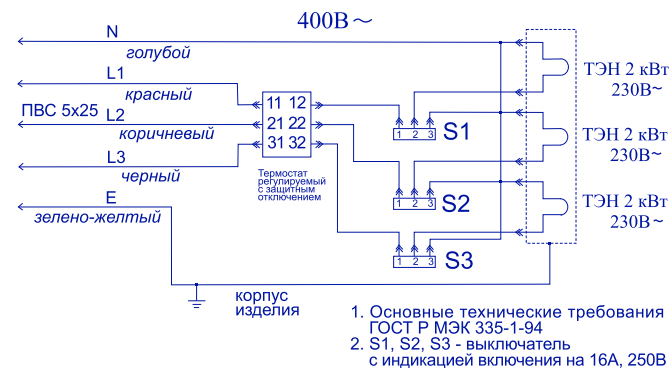 400В~
N
голубой
L1
красный
ПВС 5х25 L2
коричневый
L3
черный
E
зелено-желтый
11 12
21 22
31 32
Термостат
регулируемый
с защитным
отключением
1 2 3 S1
1 2 3 S2
1 2 3 S3
ТЭН 2 кВт
230В~
ТЭН 2 кВт
230В~
ТЭН 2 кВт
230В~
корпус
изделия
1. Основные технические требования
ГОСТ Р МЭК 335-1-94
2. S1, S2, S3 - выключатель
с индикацией включения на 16А, 250В